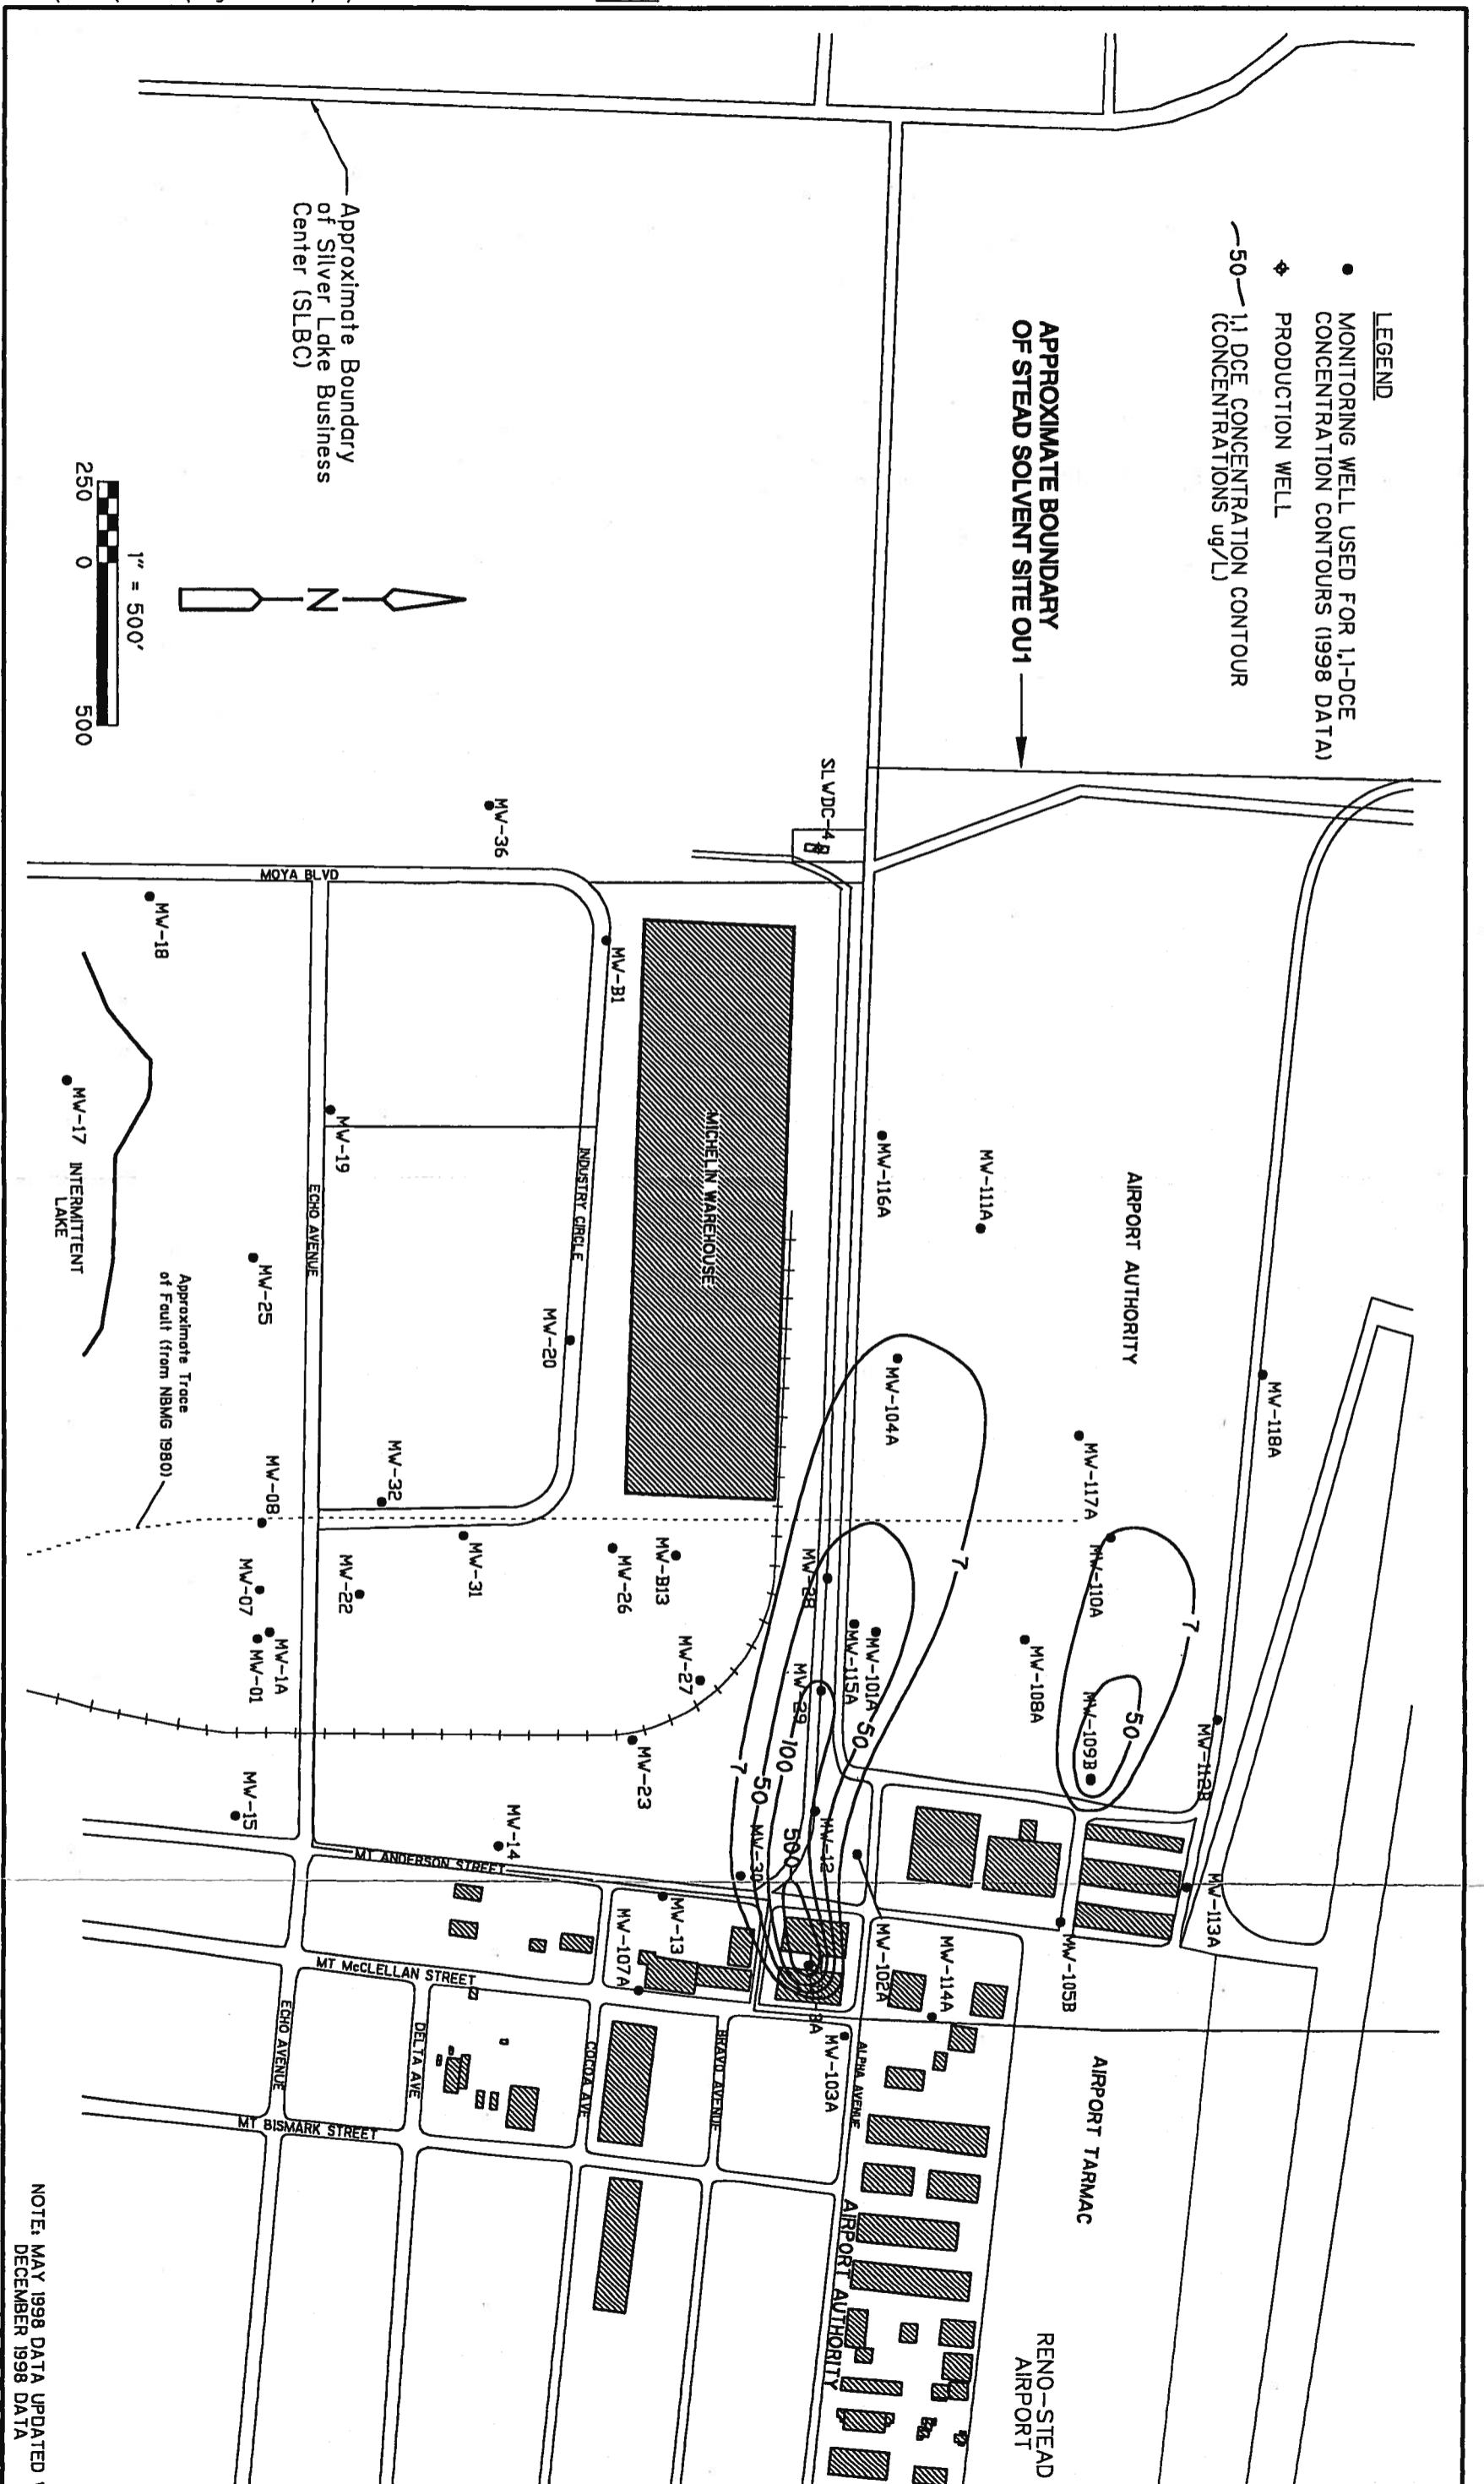 LEGEND
MONITORING WELL USED FOR 1,1-DCE
CONCENTRATION CONTOURS (1998 DATA)
PRODUCTION WELL
50
1,1 DCE CONCENTRATION CONTOUR
(CONCENTRATIONS ug/L)
APPROXIMATE BOUNDARY
OF STEAD SOLVENT SITE OU1
Approximate Boundary
of Silver Lake Business
Center (SLBC)
1" = 500'
250 0 500
N
SLWDC-4
MW-36
MOYA BLVD
MW-18
MW-B1
MICHELIN WAREHOUSE
MW-17
INTERMITTENT
LAKE
MW-19
ECHO AVENUE
INDUSTRY CIRCLE
MW-116A
MW-111A
AIRPORT AUTHORITY
MW-118A
MW-25
Approximate Trace
of Fault (from NBMG 1980)
MW-20
MW-104A
MW-117A
MW-08
MW-32
MW-31
MW-26
MW-B13
MW-28
7
MW-110A
7
MW-07
MW-22
MW-1A
MW-01
MW-27
MW-29
MW-101A
MW-115A
MW-108A
MW-109B
50
MW-112B
MW-15
MW-14
MW-23
7
50
100
50
500
MW-30
MW-12
MT ANDERSON STREET
MW-13
MW-107A
MW-102A
MW-114A
MW-105B
MW-113A
MT McCLELLAN STREET
ECHO AVENUE
DELTA AVE
COCOA AVE
BRAVO AVENUE
3A
MW-103A
ALPHA AVENUE
AIRPORT TARMAC
MT BISMARK STREET
AIRPORT AUTHORITY
RENO-STEAD
AIRPORT
NOTE: MAY 1998 DATA UPDATED
DECEMBER 1998 DATA